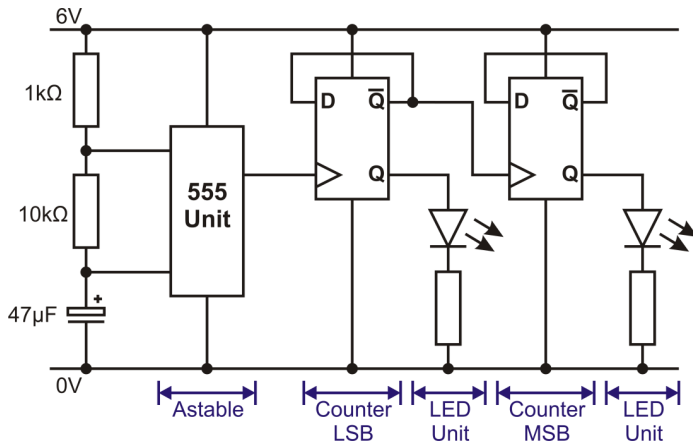 6V
1kΩ
10kΩ
47µF
+
0V
555
Unit
D
Q̅
Q
D
Q̅
Q
Astable
Counter
LSB
LED
Unit
Counter
MSB
LED
Unit